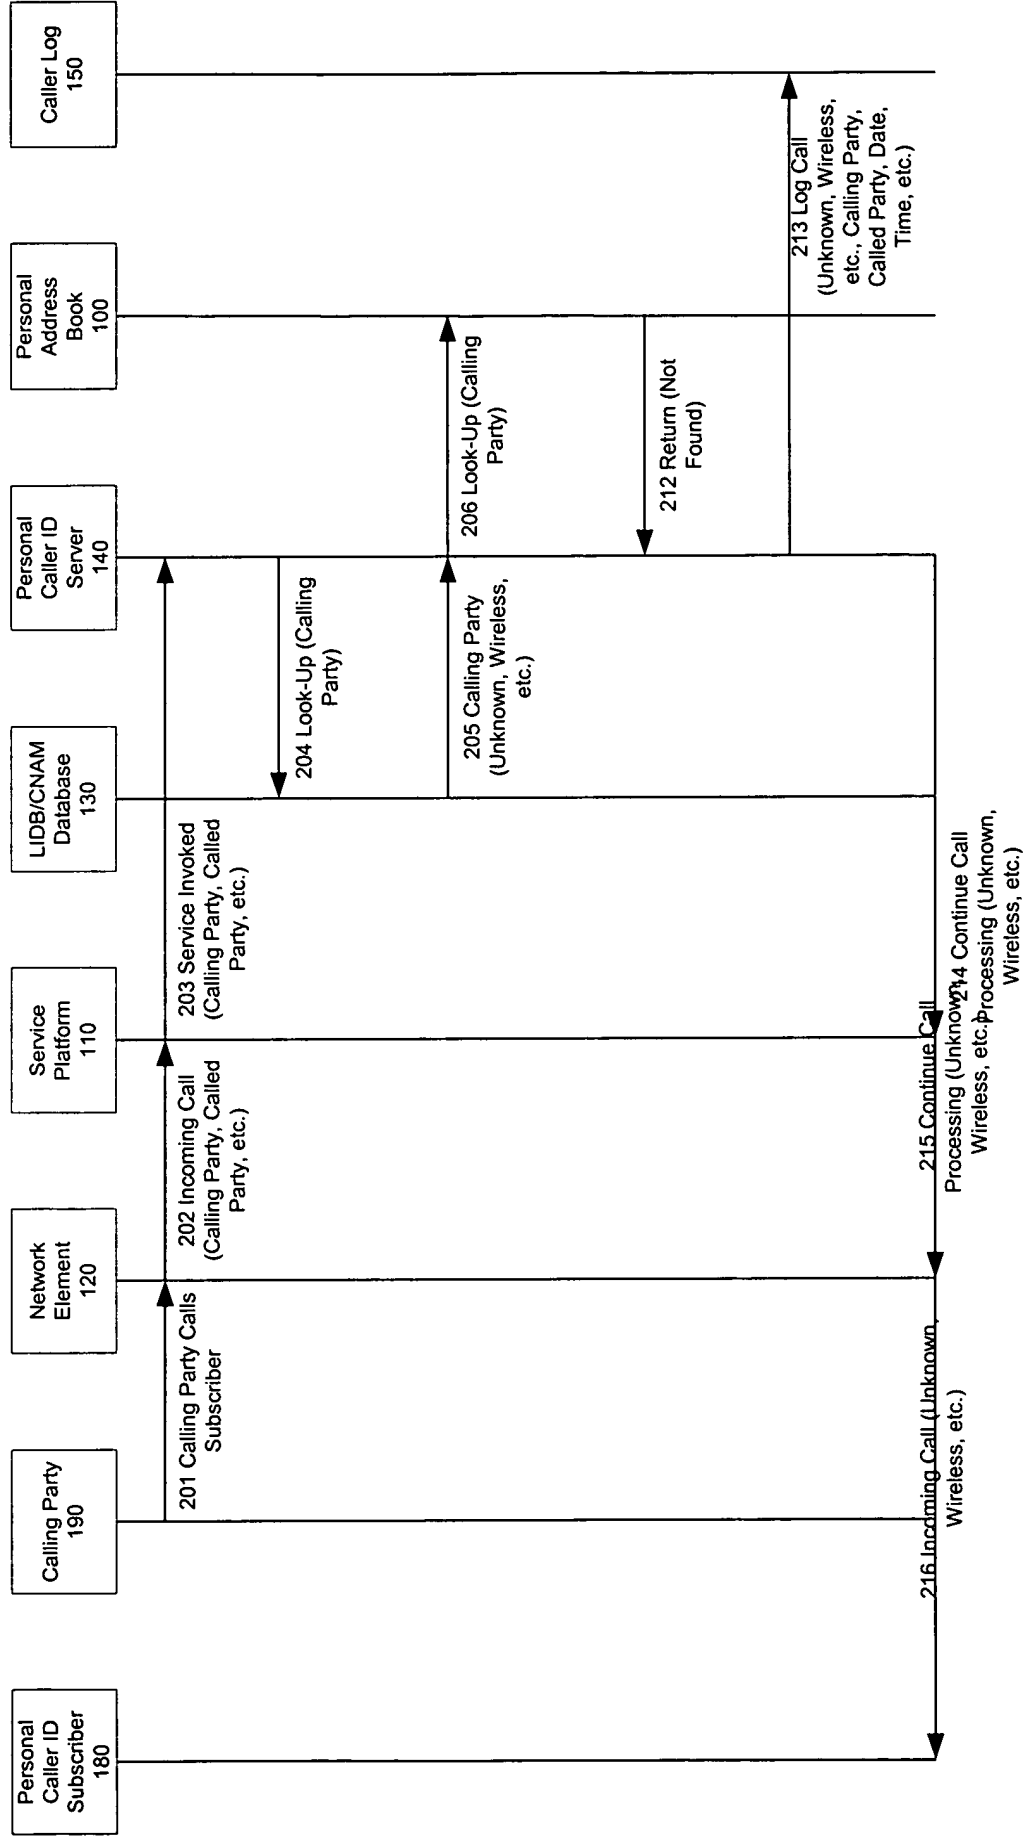 Personal
Caller ID
Subscriber
180
Calling Party
190
Network
Element
120
Service
Platform
110
LIDB/CNAM
Database
130
Personal
Caller ID
Server
140
Personal
Address
Book
100
Caller Log
150
201 Calling Party Calls
Subscriber
202 Incoming Call
(Calling Party, Called
Party, etc.)
203 Service Invoked
(Calling Party, Called
Party, etc.)
204 Look-Up (Calling
Party)
205 Calling Party
(Unknown, Wireless,
etc.)
206 Look-Up (Calling
Party)
212 Return (Not
Found)
213 Log Call
(Unknown, Wireless,
etc., Calling Party,
Called Party, Date,
Time, etc.)
214 Continue Call
Processing (Unknown,
Wireless, etc.)
215 Continue Call
Processing (Unknown,
Wireless, etc.)
216 Incoming Call (Unknown,
Wireless, etc.)